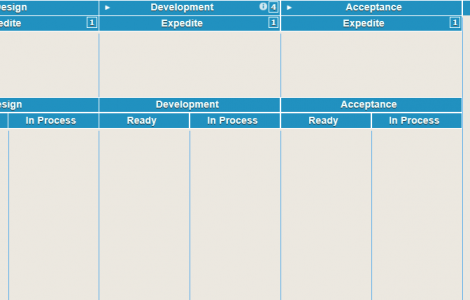 esign Development 4 Acceptance
edite 1 Expedite 1 Expedite 1
esign Development Acceptance
In Process Ready In Process Ready In Process